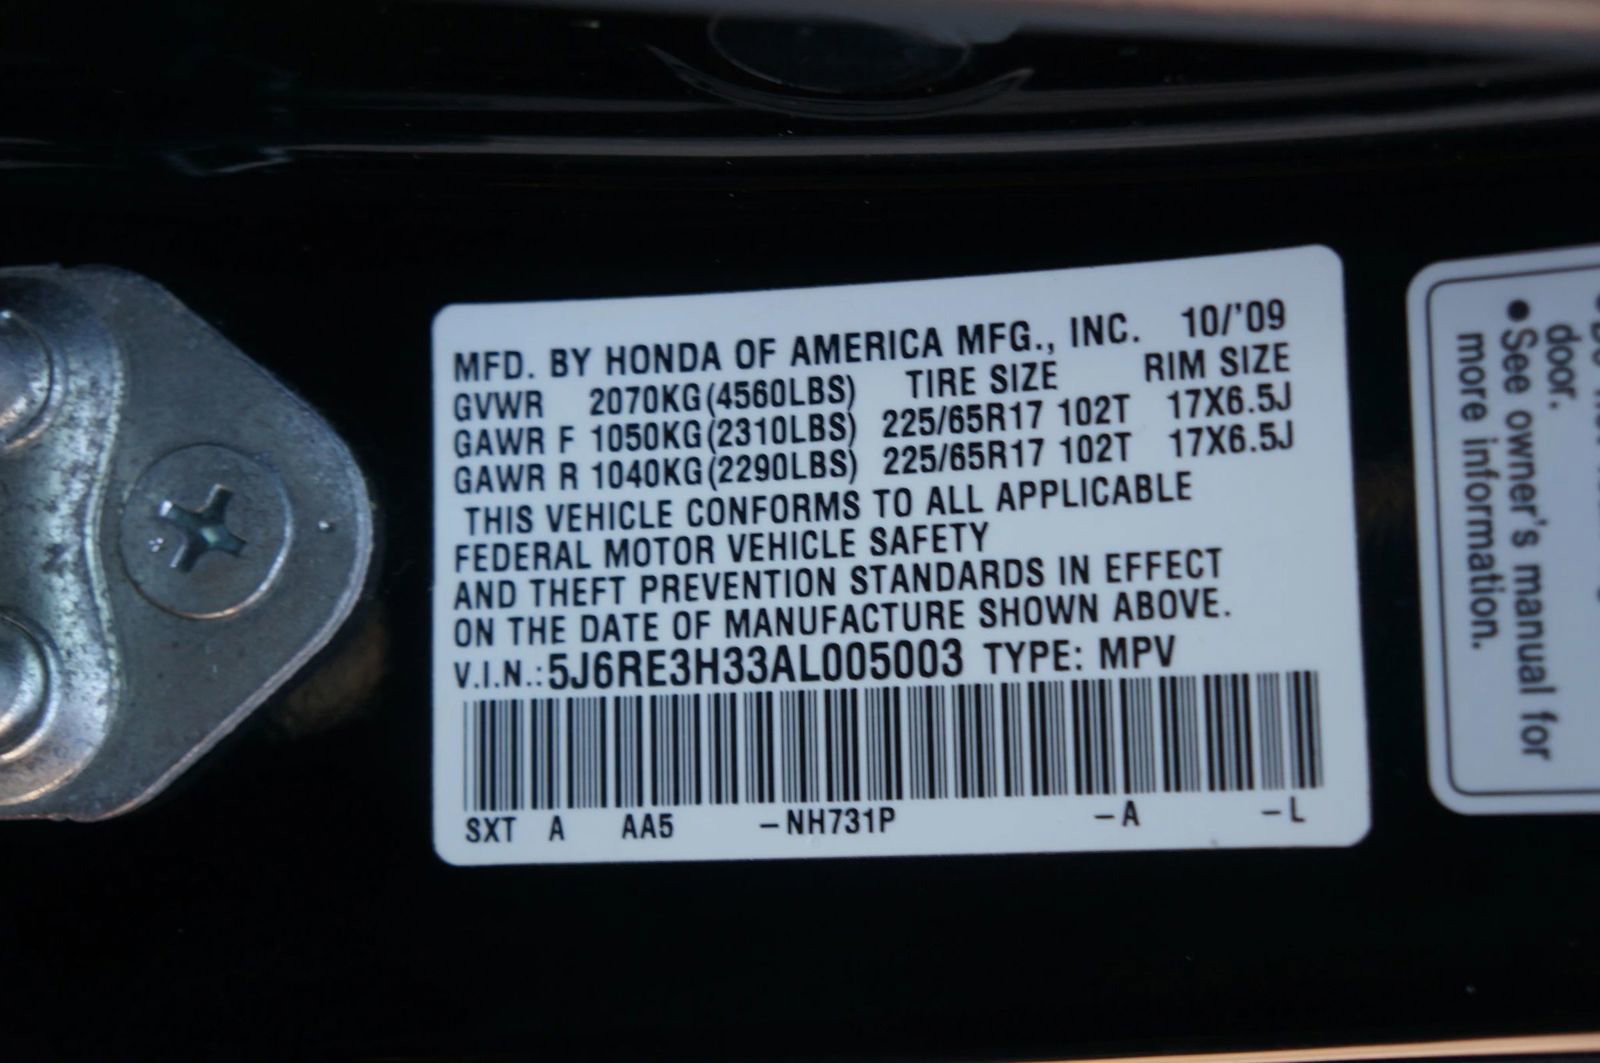 MFD. BY HONDA OF AMERICA MFG., INC. 10/'09
GVWR 2070KG(4560LBS) TIRE SIZE RIM SIZE
GAWR F 1050KG(2310LBS) 225/65R17 102T 17X6.5J
GAWR R 1040KG(2290LBS) 225/65R17 102T 17X6.5J
THIS VEHICLE CONFORMS TO ALL APPLICABLE
FEDERAL MOTOR VEHICLE SAFETY
AND THEFT PREVENTION STANDARDS IN EFFECT
ON THE DATE OF MANUFACTURE SHOWN ABOVE.
V.I.N.:5J6RE3H33AL005003 TYPE: MPV
SXT A AA5 –NH731P –A –L
door.
● See owner's manual for
more information.